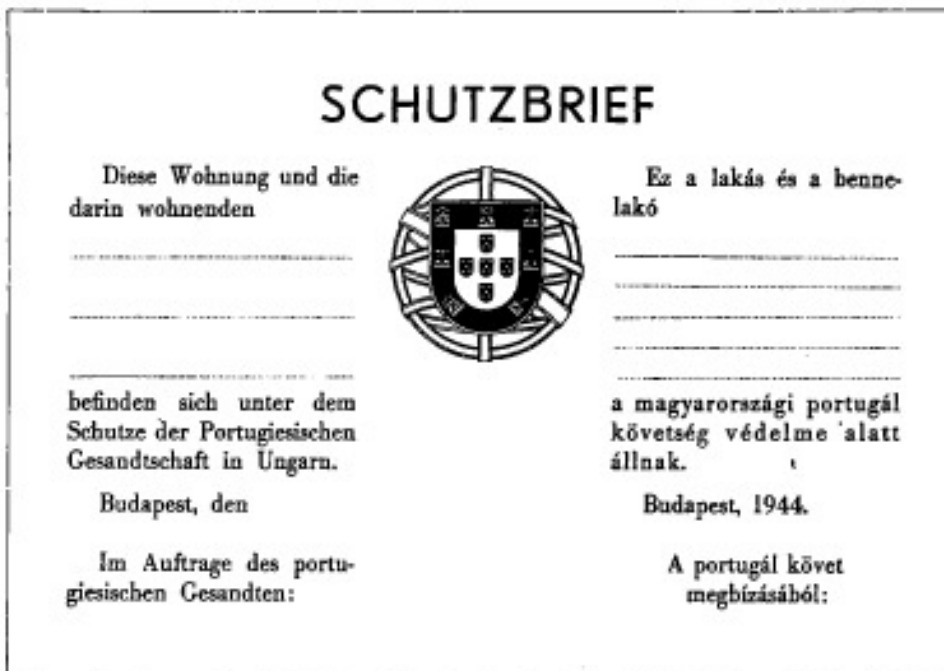 SCHUTZBRIEF
Diese Wohnung und die
darin wohnenden
befinden sich unter dem
Schutze der Portugiesischen
Gesandtschaft in Ungarn.
Budapest, den
Im Auftrage des portu-
giesischen Gesandten:
Ez a lakás és a benne-
lakó
a magyarországi portugál
követség védelme alatt
állnak.
Budapest, 1944.
A portugál követ
megbízásából: